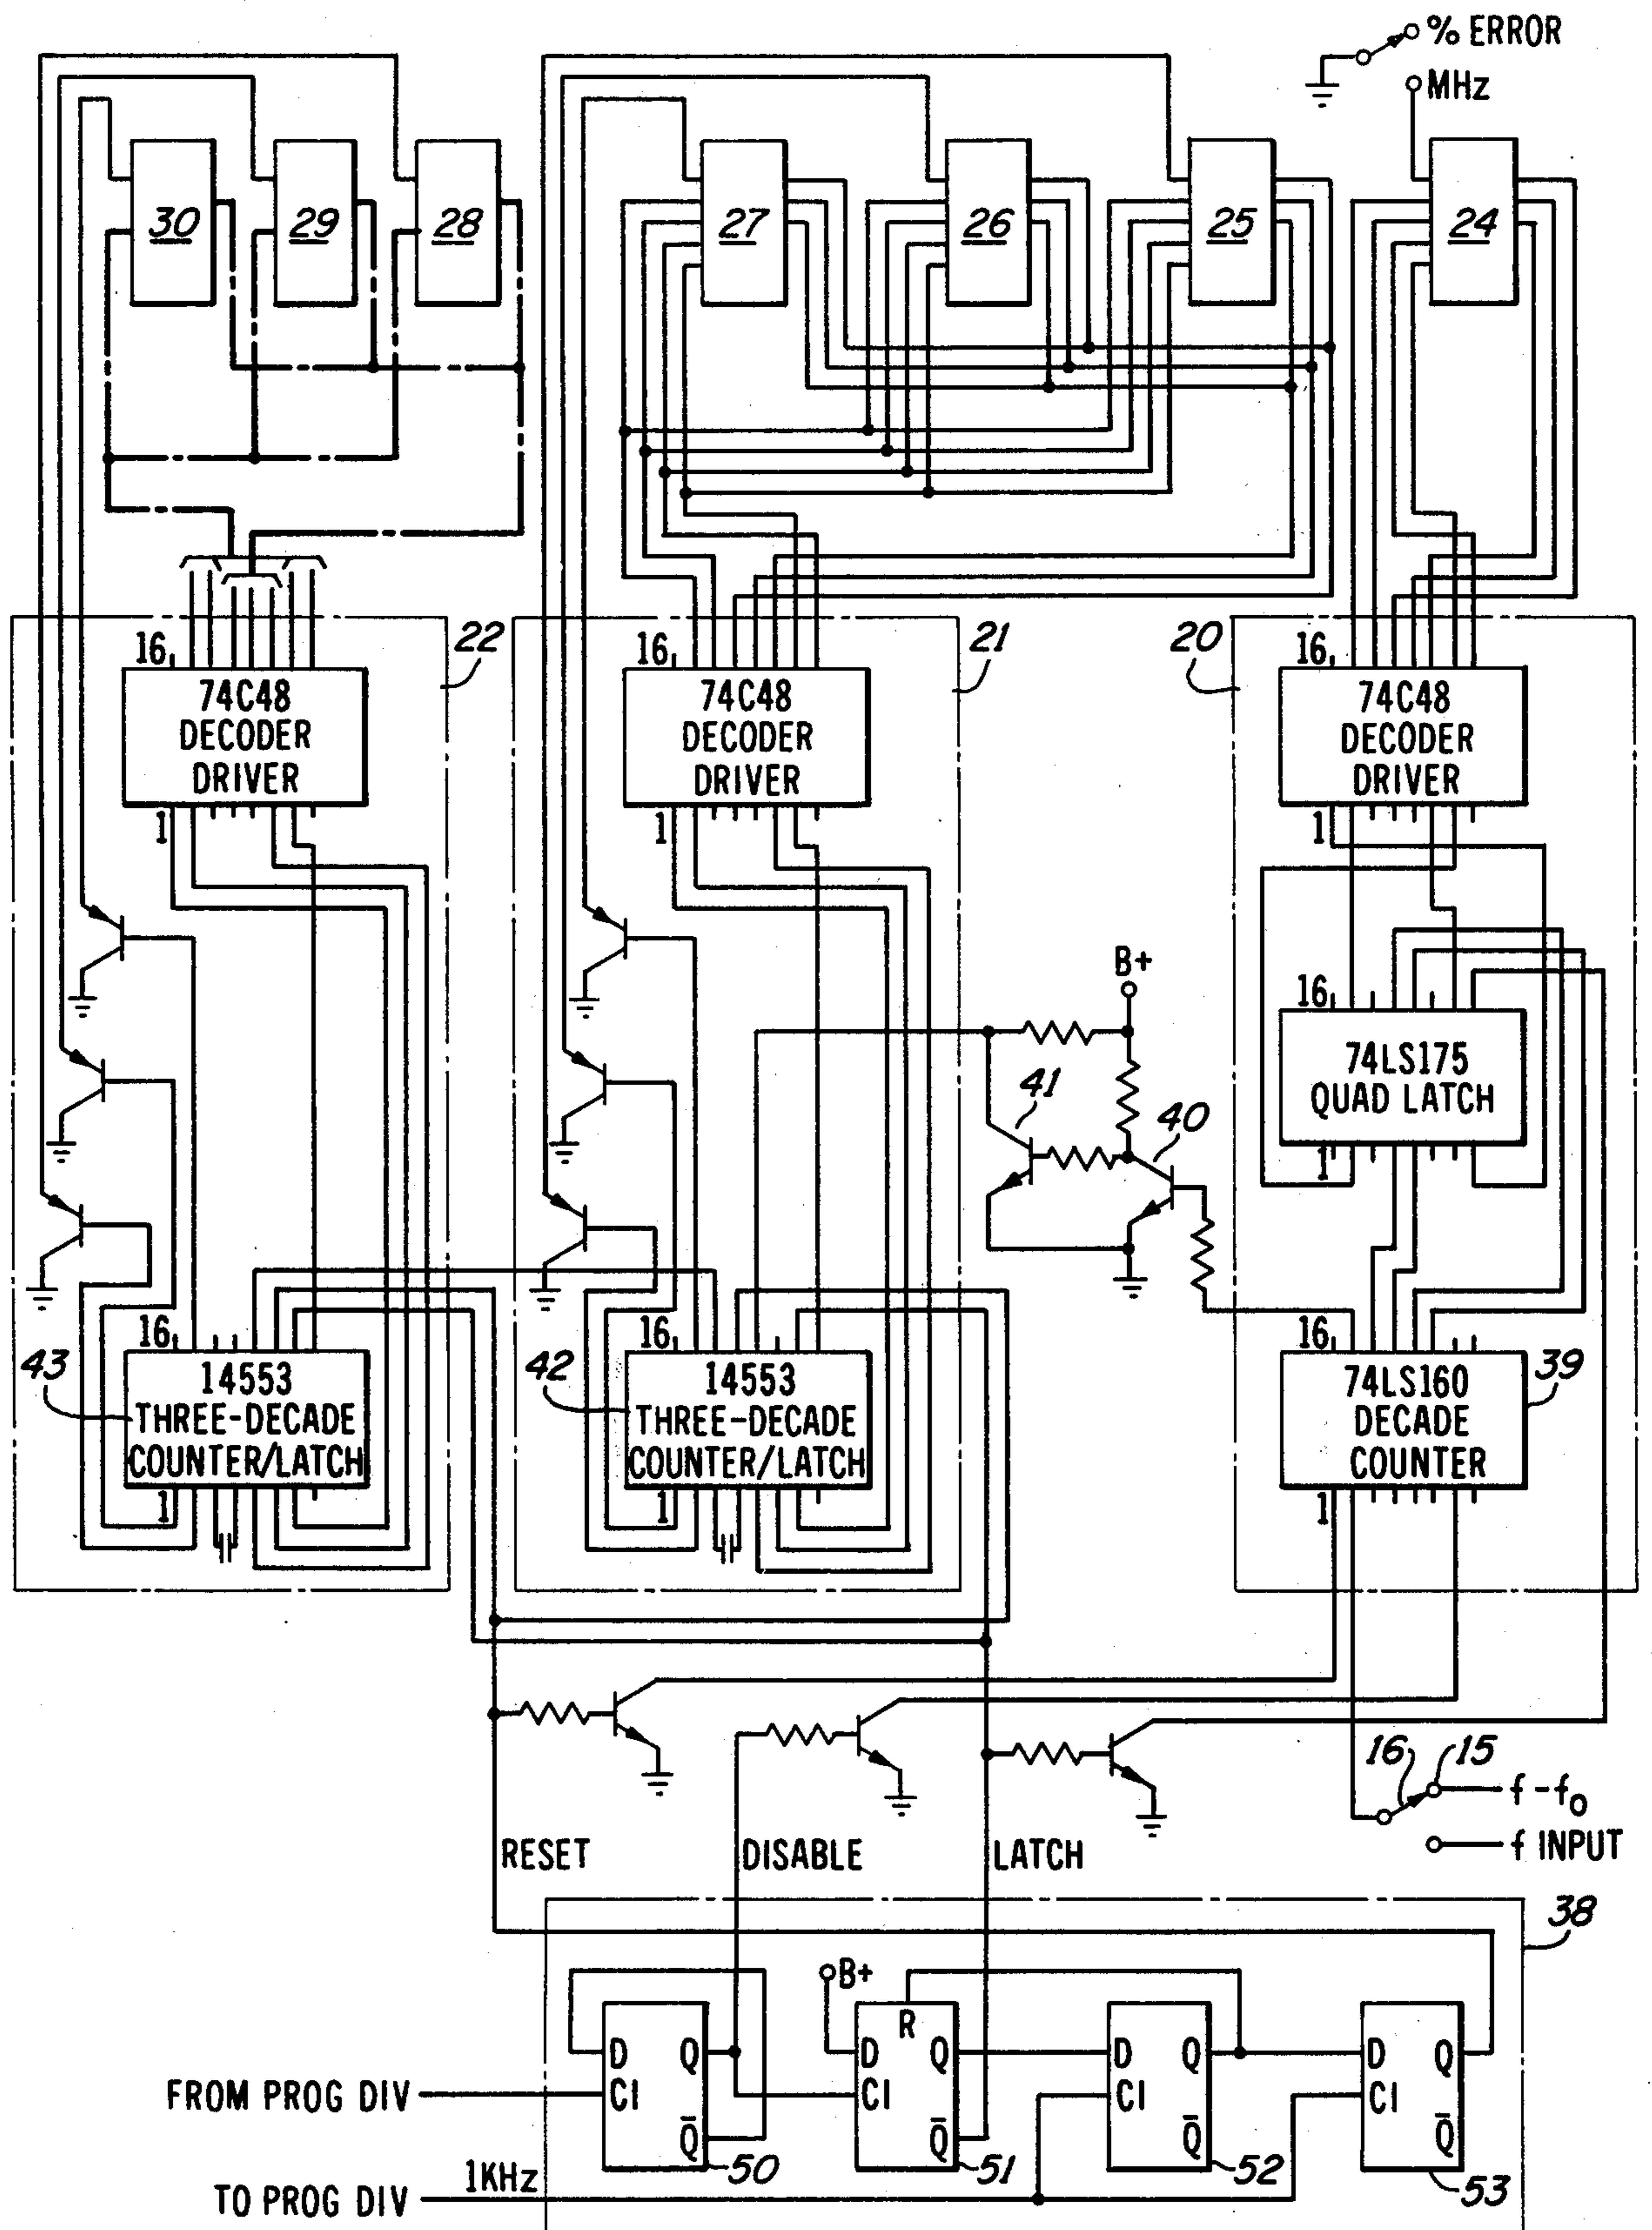 % ERROR
MHz
30
29
28
27
26
25
24
22
21
20
16
74C48
DECODER
DRIVER
1
16
74C48
DECODER
DRIVER
1
16
74C48
DECODER
DRIVER
1
B+
41
40
16
74LS175
QUAD LATCH
1
43
16
14553
THREE-DECADE
COUNTER/LATCH
1
42
16
14553
THREE-DECADE
COUNTER/LATCH
1
16
39
74LS160
DECADE
COUNTER
1
16
15
f-fo
f INPUT
RESET
DISABLE
LATCH
38
B+
D Q
CI
Q̅
50
R
D Q
CI
Q̅
51
D Q
CI
Q̅
52
D Q
CI
Q̅
53
FROM PROG DIV
1KHz
TO PROG DIV